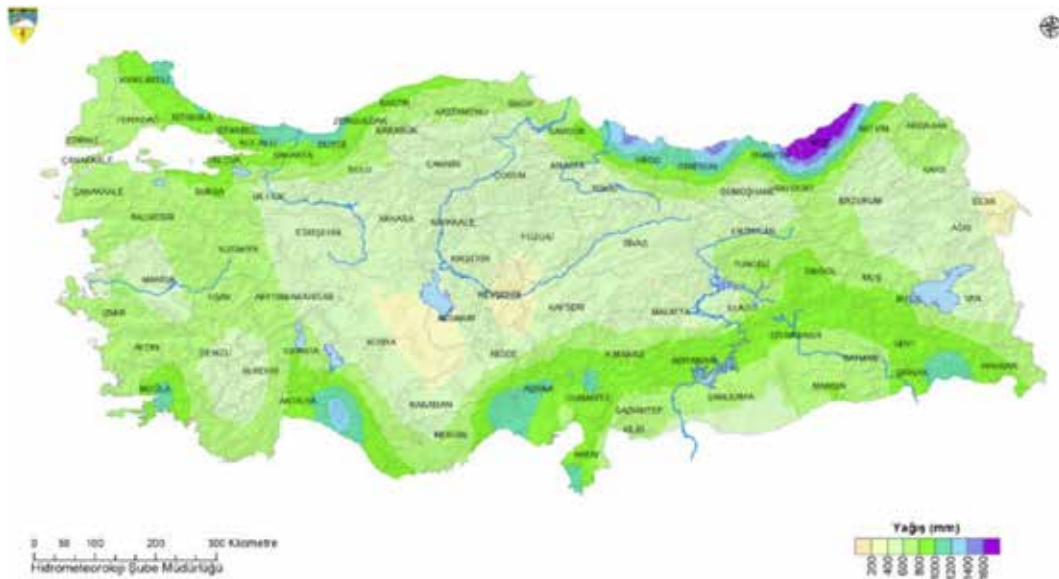 KIRKLARELİ
TEKİRDAĞ
İSTANBUL
EDİRNE
ÇANAKKALE
ÇANAKKALE
İSTANBUL
KOCAELİ
SAKARYA
DÜZCE
ZONGULDAK
BARTIN
KARABÜK
KASTAMONU
SİNOP
SAMSUN
ORDU
GİRESUN
TRABZON
RİZE
ARTVİN
ARDAHAN
KARS
BURSA
BİLECİK
BOLU
ÇANKIRI
ÇORUM
AMASYA
TOKAT
GÜMÜŞHANE
BAYBURT
ERZURUM
IĞDIR
AĞRI
BALIKESİR
KÜTAHYA
ESKİŞEHİR
ANKARA
KIRIKKALE
YOZGAT
SİVAS
ERZİNCAN
TUNCELİ
BİNGÖL
MUŞ
MANİSA
UŞAK
AFYONKARAHİSAR
KIRŞEHİR
NEVŞEHİR
KAYSERİ
MALATYA
ELAZIĞ
BİTLİS
VAN
İZMİR
AYDIN
DENİZLİ
ISPARTA
BURDUR
KONYA
AKSARAY
NİĞDE
K.MARAŞ
ADIYAMAN
DİYARBAKIR
BATMAN
SİİRT
ŞIRNAK
HAKKARİ
MUĞLA
ANTALYA
KARAMAN
MERSİN
ADANA
OSMANİYE
GAZİANTEP
KİLİS
ŞANLIURFA
MARDİN
HATAY
0 50 100 200 300 Kilometre
Hidrometeoroloji Şube Müdürlüğü
Yağış (mm)
200 400 600 800 1000 1200 1400 1600